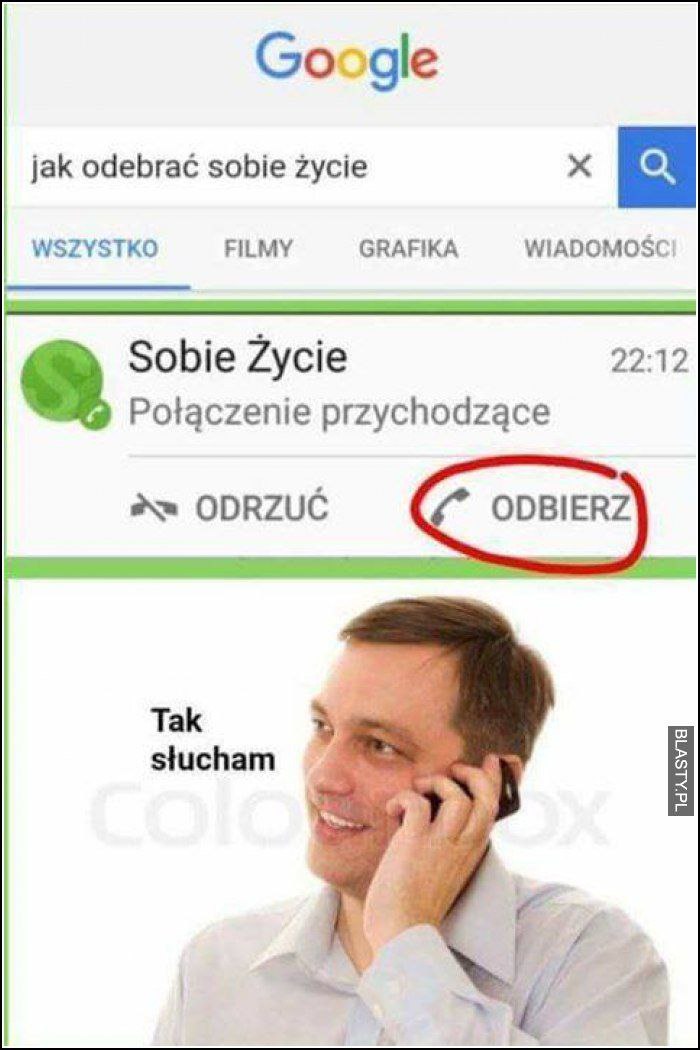 Google
jak odebrać sobie życie
WSZYSTKO FILMY GRAFIKA WIADOMOŚCI
Sobie Życie 22:12
Połączenie przychodzące
ODRZUĆ ODBIERZ
Tak
słucham
BLASTY.PL